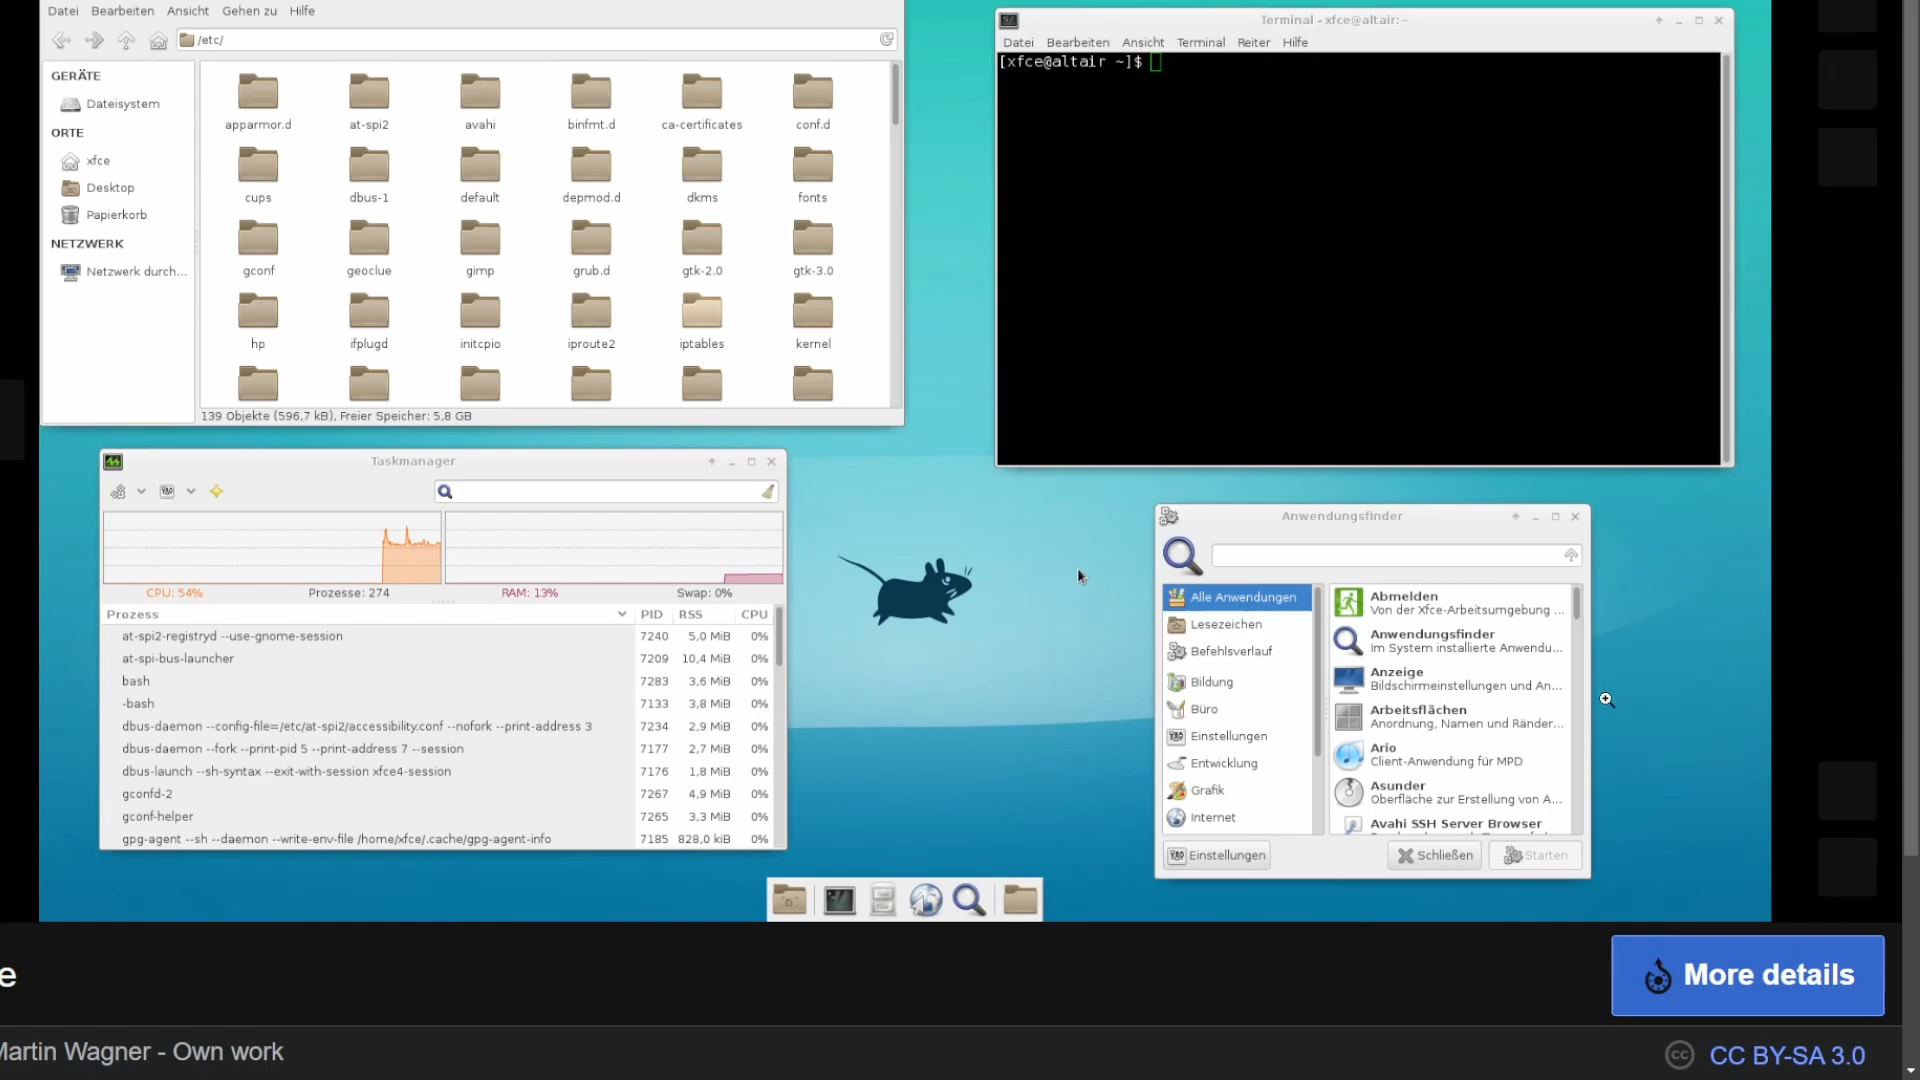 Datei Bearbeiten Ansicht Gehen zu Hilfe
/etc/
GERÄTE
Dateisystem
ORTE
xfce
Desktop
Papierkorb
NETZWERK
Netzwerk durch...
apparmor.d at-spi2 avahi binfmt.d ca-certificates conf.d
cups dbus-1 default depmod.d dkms fonts
gconf geoclue gimp grub.d gtk-2.0 gtk-3.0
hp ifplugd initcpio iproute2 iptables kernel
139 Objekte (596,7 kB), Freier Speicher: 5,8 GB
Terminal - xfce@altair:~
Datei Bearbeiten Ansicht Terminal Reiter Hilfe
[xfce@altair ~]$
Taskmanager
CPU: 54% Prozesse: 274 RAM: 13% Swap: 0%
Prozess PID RSS CPU
at-spi2-registryd --use-gnome-session 7240 5,0 MiB 0%
at-spi-bus-launcher 7209 10,4 MiB 0%
bash 7283 3,6 MiB 0%
-bash 7133 3,8 MiB 0%
dbus-daemon --config-file=/etc/at-spi2/accessibility.conf --nofork --print-address 3 7234 2,9 MiB 0%
dbus-daemon --fork --print-pid 5 --print-address 7 --session 7177 2,7 MiB 0%
dbus-launch --sh-syntax --exit-with-session xfce4-session 7176 1,8 MiB 0%
gconfd-2 7267 4,9 MiB 0%
gconf-helper 7265 3,3 MiB 0%
gpg-agent --sh --daemon --write-env-file /home/xfce/.cache/gpg-agent-info 7185 828,0 kiB 0%
Anwendungsfinder
Alle Anwendungen
Lesezeichen
Befehlsverlauf
Bildung
Büro
Einstellungen
Entwicklung
Grafik
Internet
Abmelden
Von der Xfce-Arbeitsumgebung ...
Anwendungsfinder
Im System installierte Anwendu...
Anzeige
Bildschirmeinstellungen und An...
Arbeitsflächen
Anordnung, Namen und Ränder...
Ario
Client-Anwendung für MPD
Asunder
Oberfläche zur Erstellung von A...
Avahi SSH Server Browser
Einstellungen Schließen Starten
e
More details
Martin Wagner - Own work
cc CC BY-SA 3.0